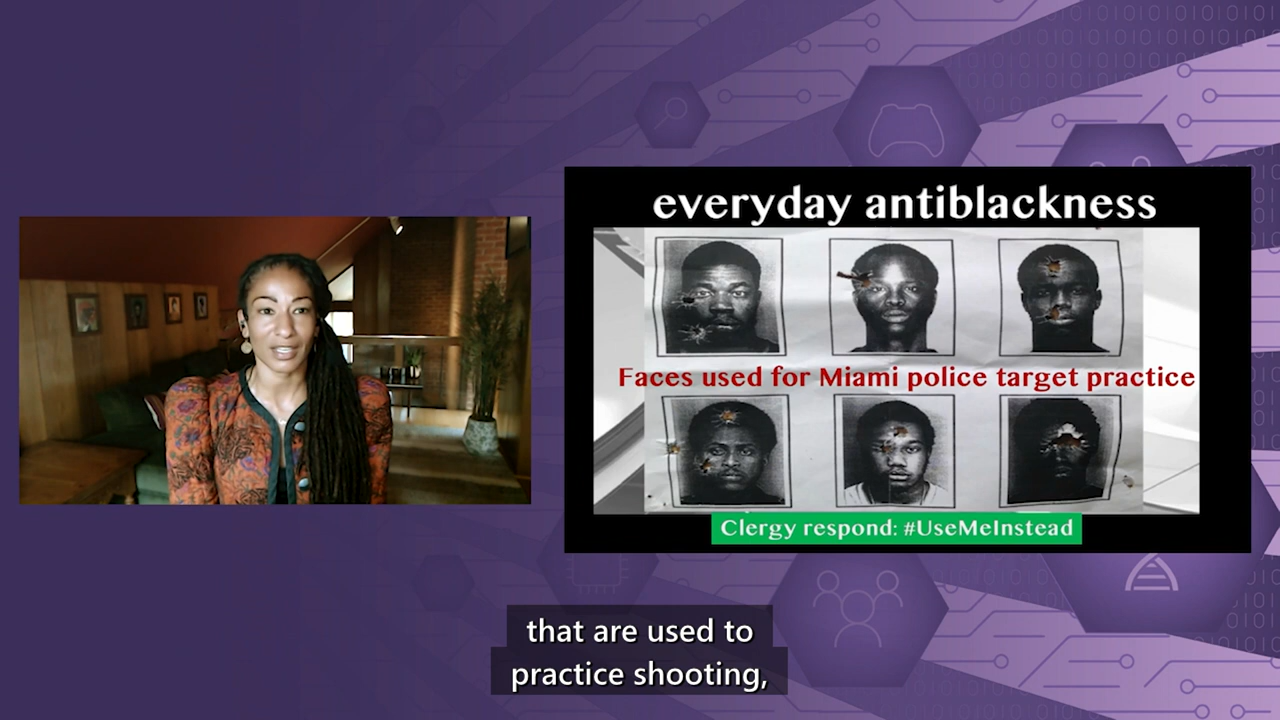 everyday antiblackness
Faces used for Miami police target practice
Clergy respond: #UseMeInstead
that are used to
practice shooting,